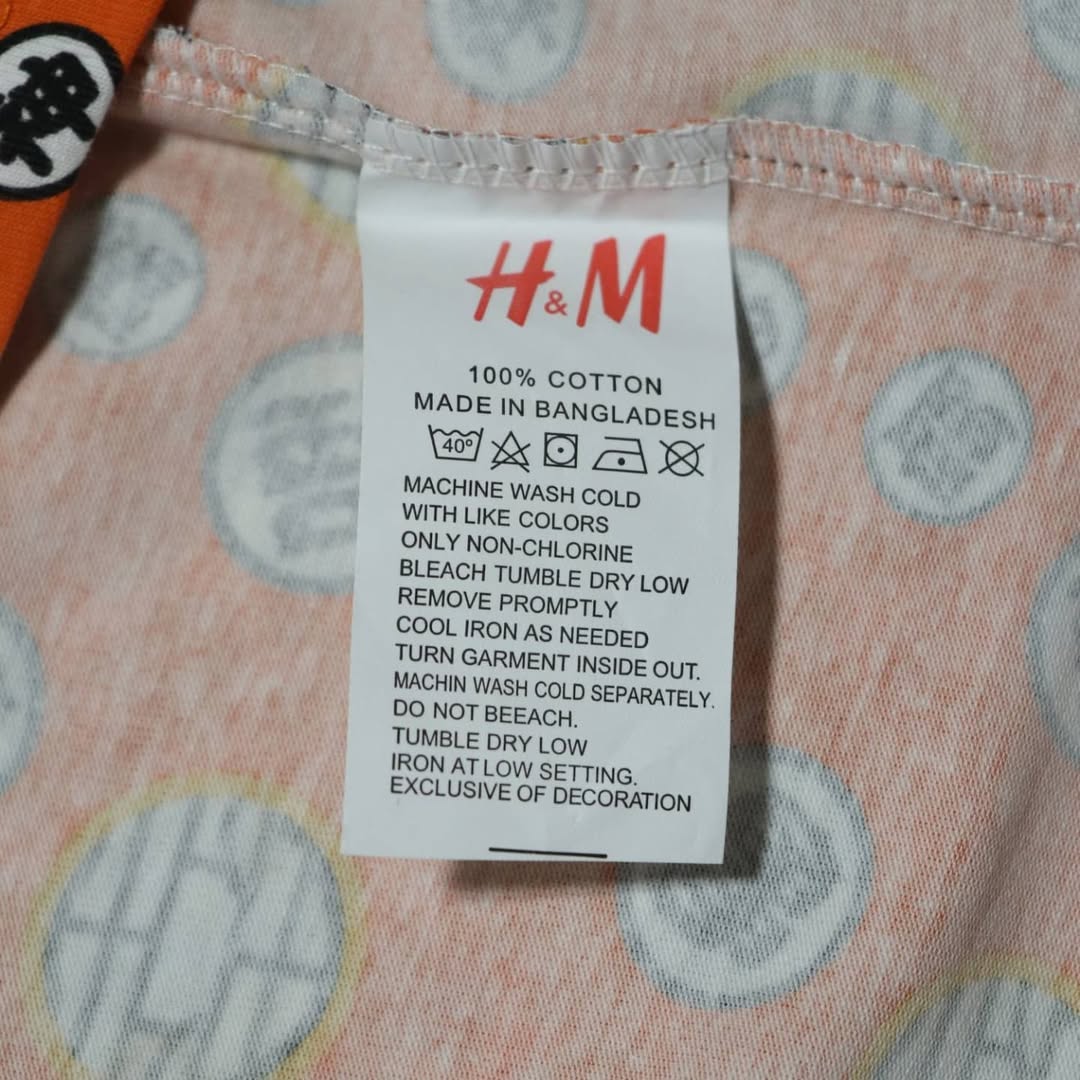 H&M
100% COTTON
MADE IN BANGLADESH
40°
MACHINE WASH COLD
WITH LIKE COLORS
ONLY NON-CHLORINE
BLEACH TUMBLE DRY LOW
REMOVE PROMPTLY
COOL IRON AS NEEDED
TURN GARMENT INSIDE OUT.
MACHIN WASH COLD SEPARATELY.
DO NOT BEEACH.
TUMBLE DRY LOW
IRON AT LOW SETTING.
EXCLUSIVE OF DECORATION